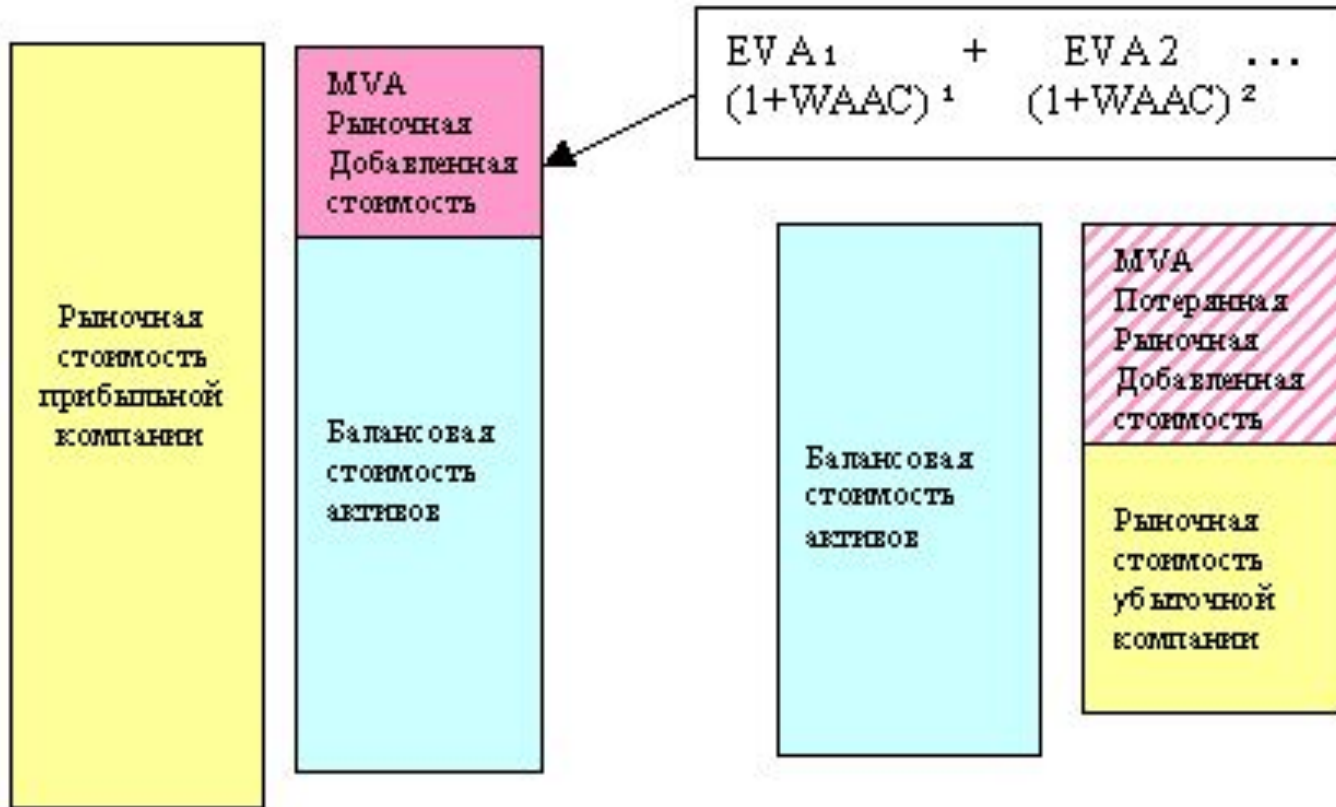 Рыночная
стоимость
прибыльной
компании
MVA
Рыночная
Добавленная
стоимость
Балансовая
стоимость
активов
EVA₁ + EVA2 ...
(1+WAAC)¹ (1+WAAC)²
Балансовая
стоимость
активов
MVA
Потерянная
Рыночная
Добавленная
стоимость
Рыночная
стоимость
убыточной
компании